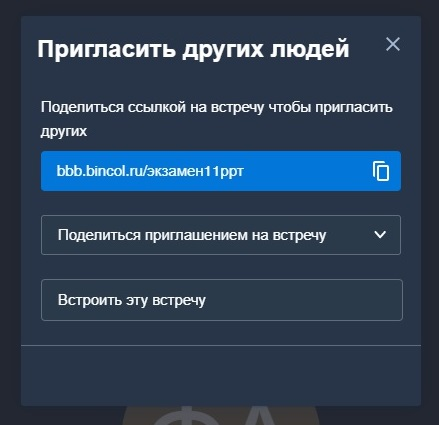 Пригласить других людей
Поделиться ссылкой на встречу чтобы пригласить
других
bbb.bincol.ru/экзамен11ррт
Поделиться приглашением на встречу
Встроить эту встречу
ФА